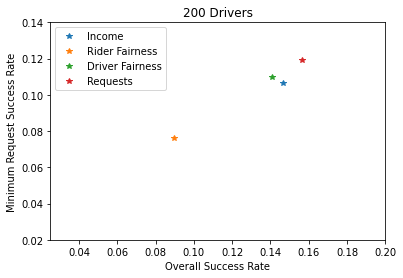 200 Drivers
Income
Rider Fairness
Driver Fairness
Requests
Minimum Request Success Rate
0.14
0.12
0.10
0.08
0.06
0.04
0.02
0.04
0.06
0.08
0.10
0.12
0.14
0.16
0.18
0.20
Overall Success Rate